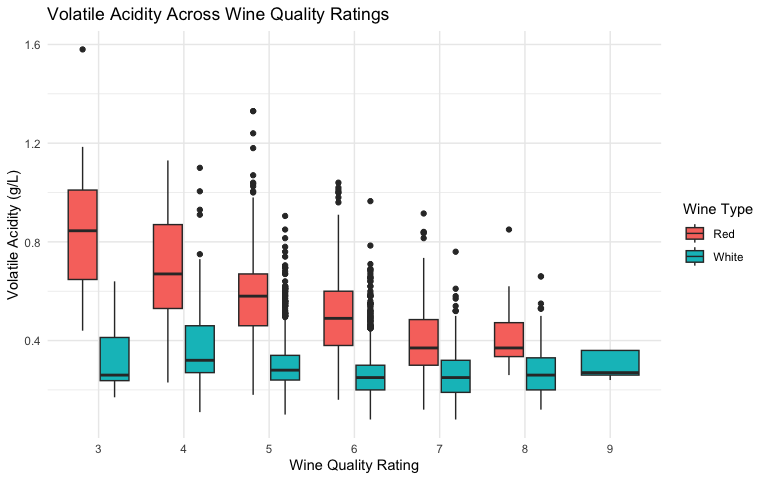 Volatile Acidity Across Wine Quality Ratings
Volatile Acidity (g/L)
1.6
1.2
0.8
0.4
3 4 5 6 7 8 9
Wine Quality Rating
Wine Type
Red
White